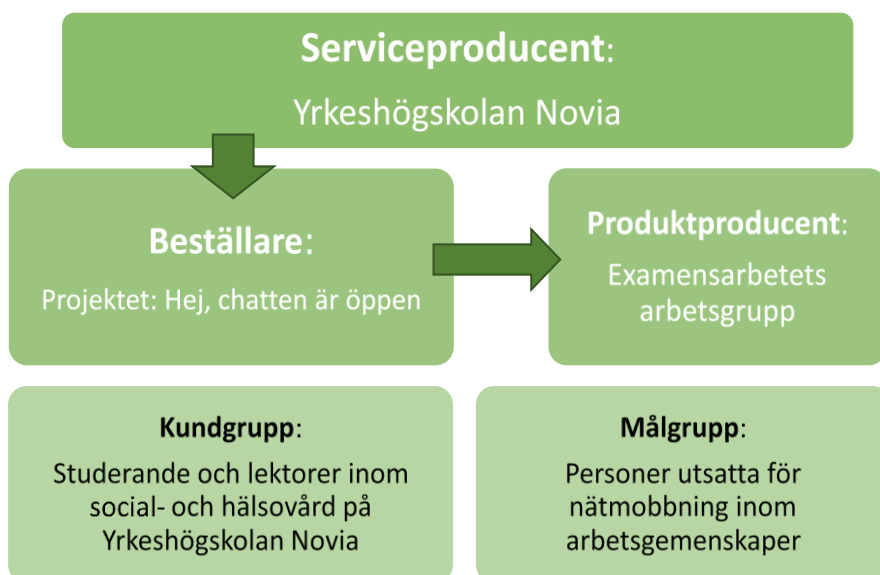 Serviceproducent:
Yrkeshögskolan Novia
Beställare:
Projektet: Hej, chatten är öppen
Produktproducent:
Examensarbetets
arbetsgrupp
Kundgrupp:
Studerande och lektorer inom
social- och hälsovård på
Yrkeshögskolan Novia
Målgrupp:
Personer utsatta för
nätmobbning inom
arbetsgemenskaper